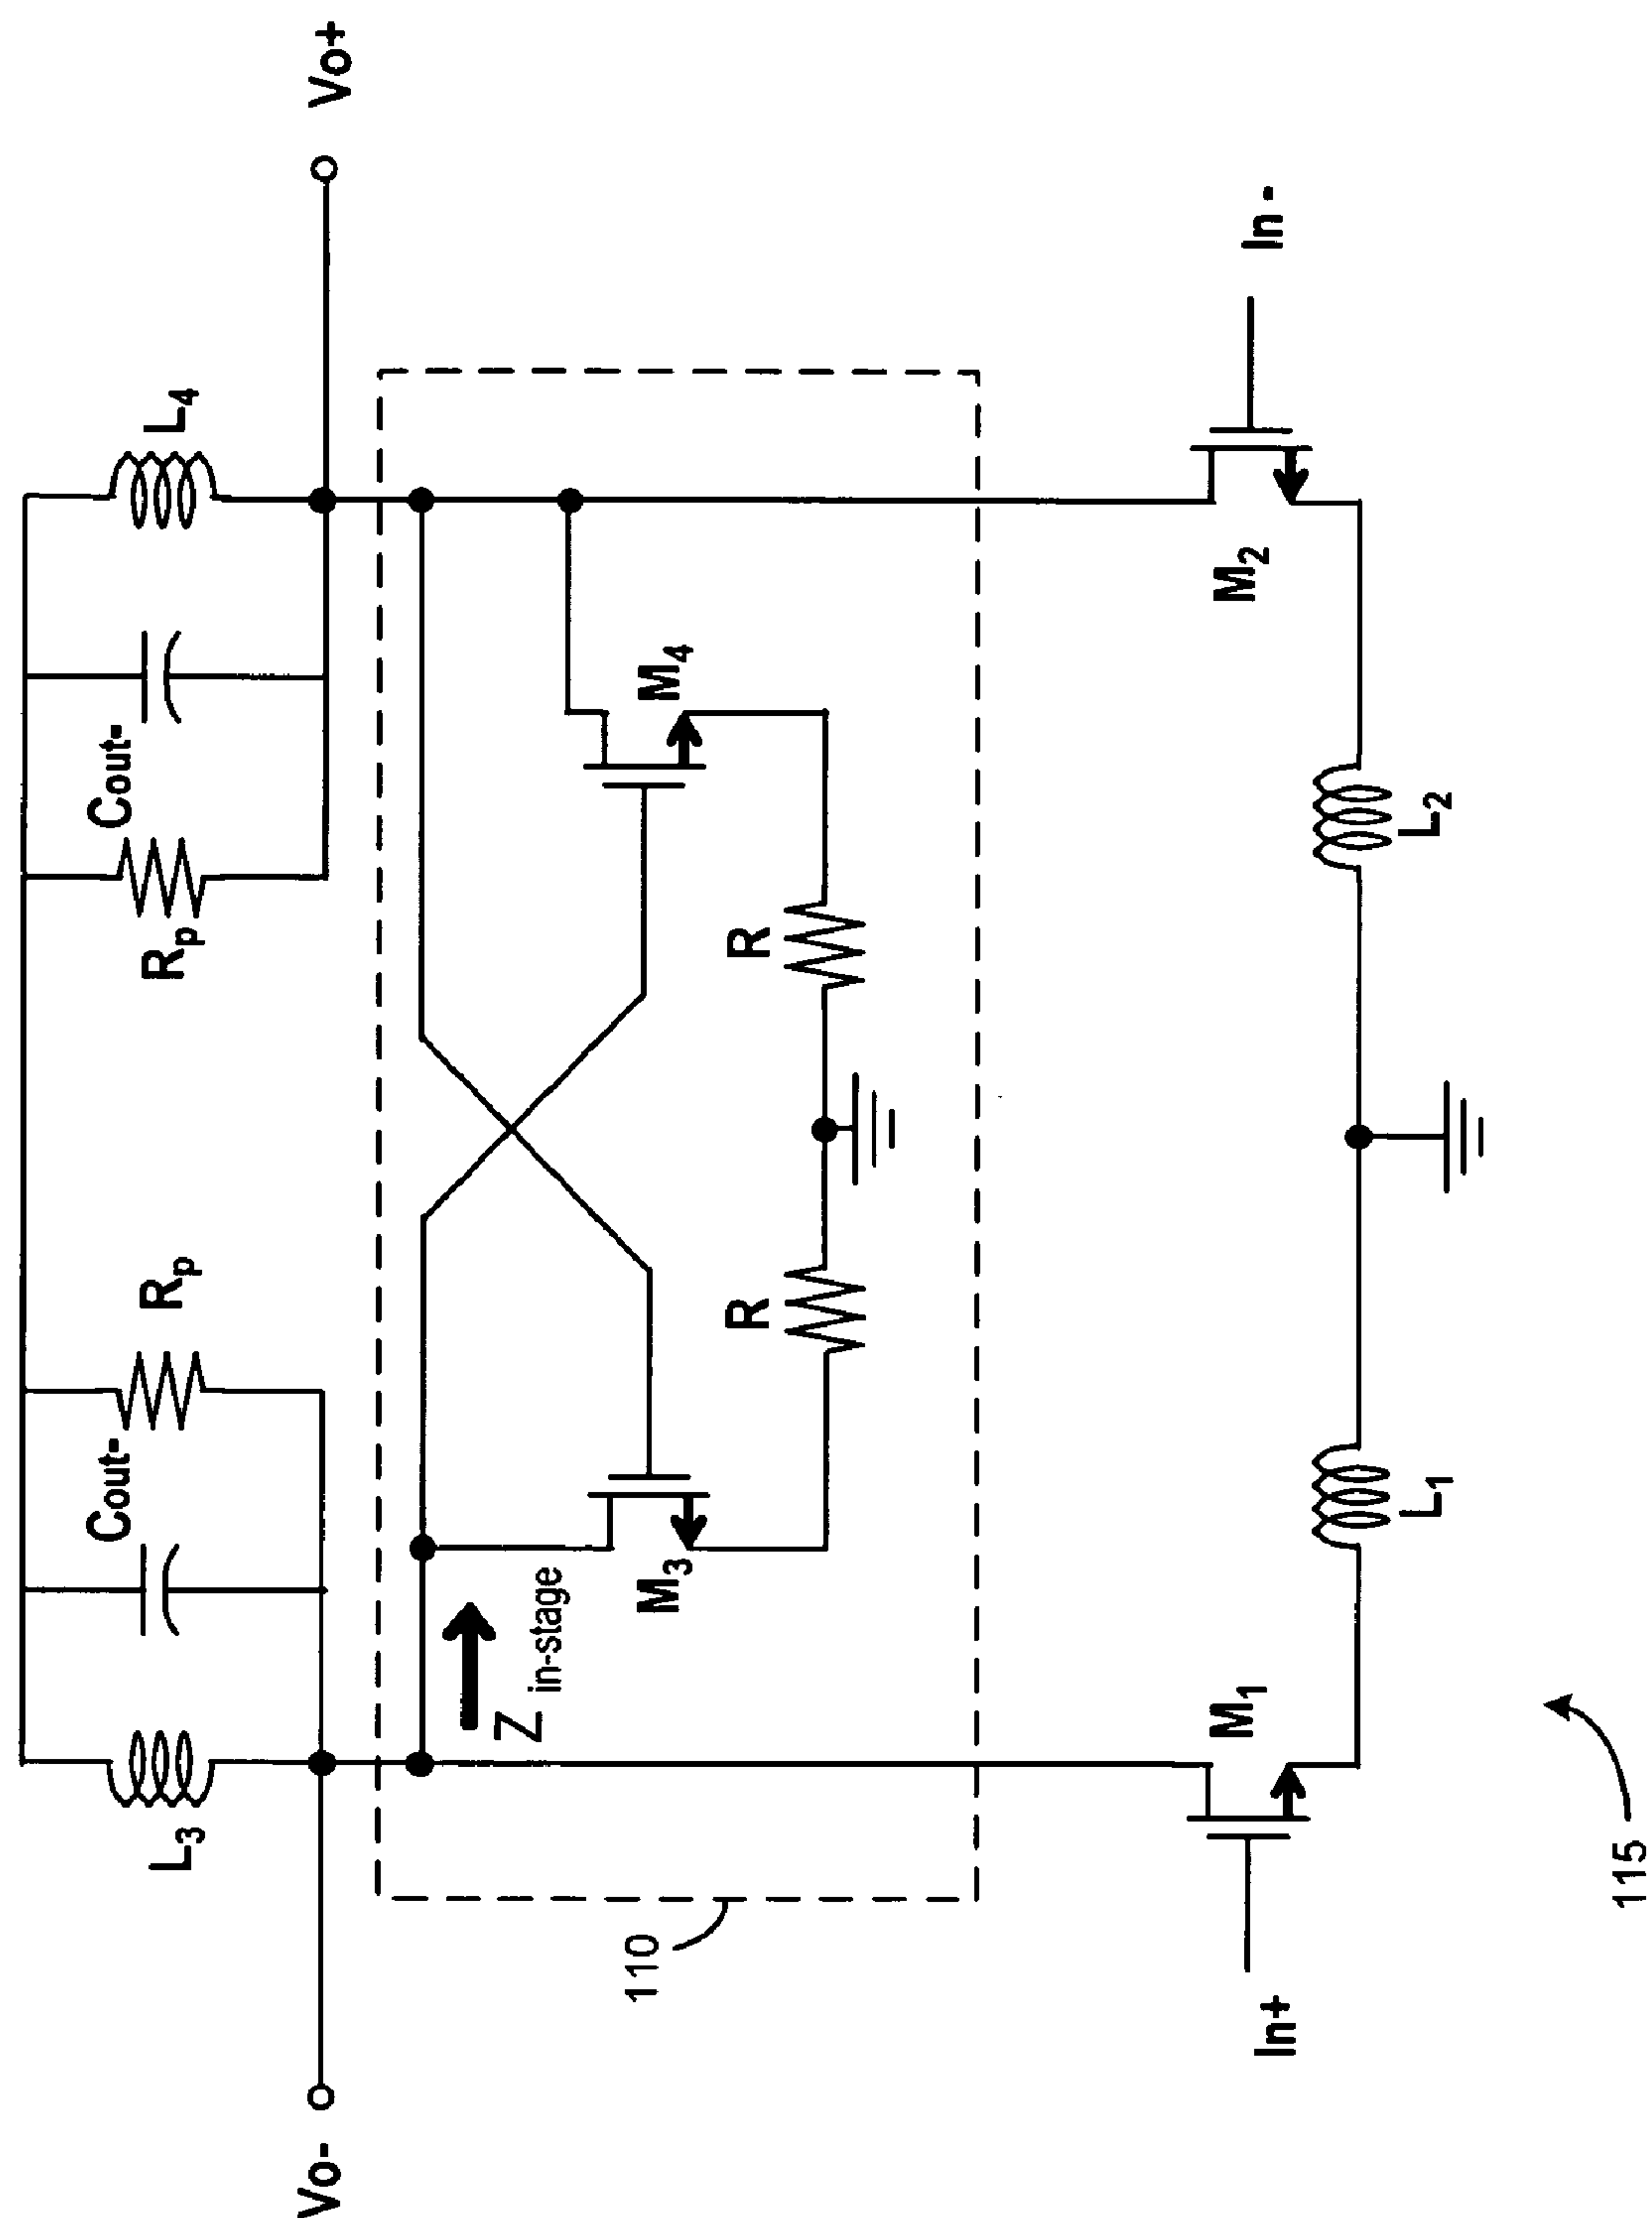 Vo-
Vo+
L3
Cout-
Rp
Rp
Cout-
L4
Z in-stage
M3
M4
R
R
110
In+
M1
M2
In -
L1
L2
115